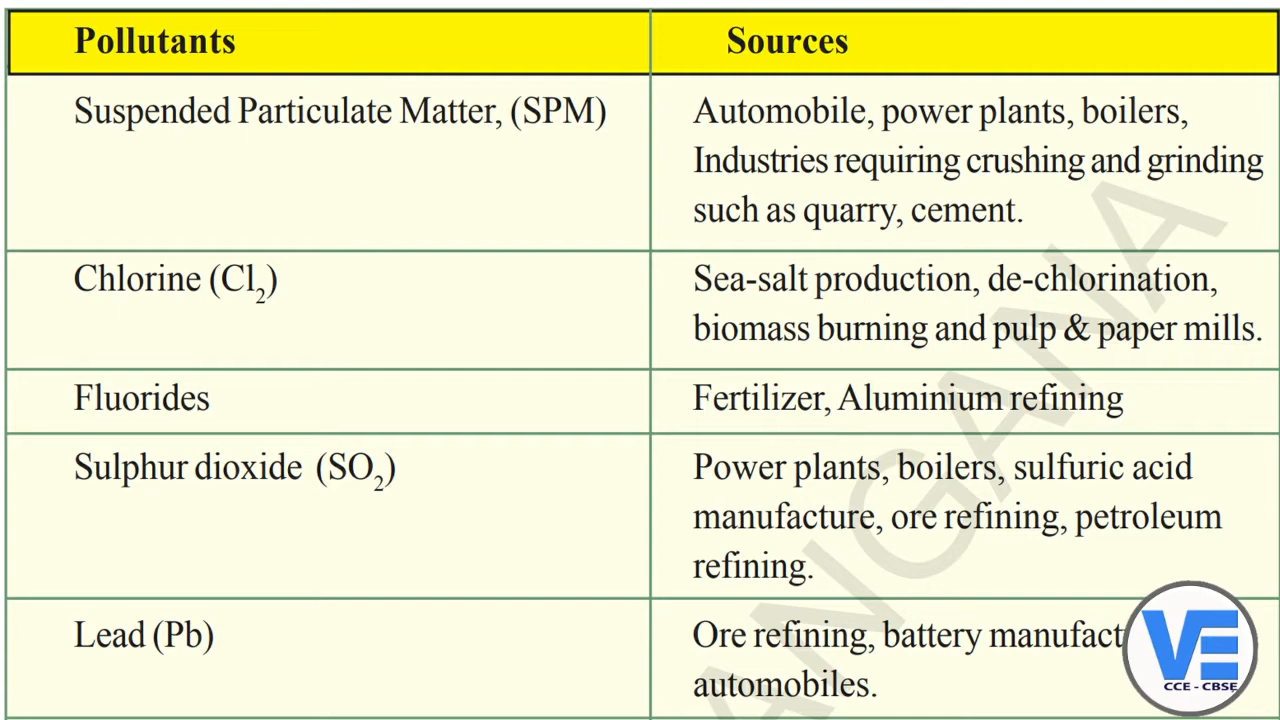 Pollutants
Sources
Suspended Particulate Matter, (SPM)
Automobile, power plants, boilers,
Industries requiring crushing and grinding
such as quarry, cement.
Chlorine (Cl₂)
Sea-salt production, de-chlorination,
biomass burning and pulp & paper mills.
Fluorides
Fertilizer, Aluminium refining
Sulphur dioxide (SO₂)
Power plants, boilers, sulfuric acid
manufacture, ore refining, petroleum
refining.
Lead (Pb)
Ore refining, battery
automobiles.
ANGANA
VE
CCE - CBSE